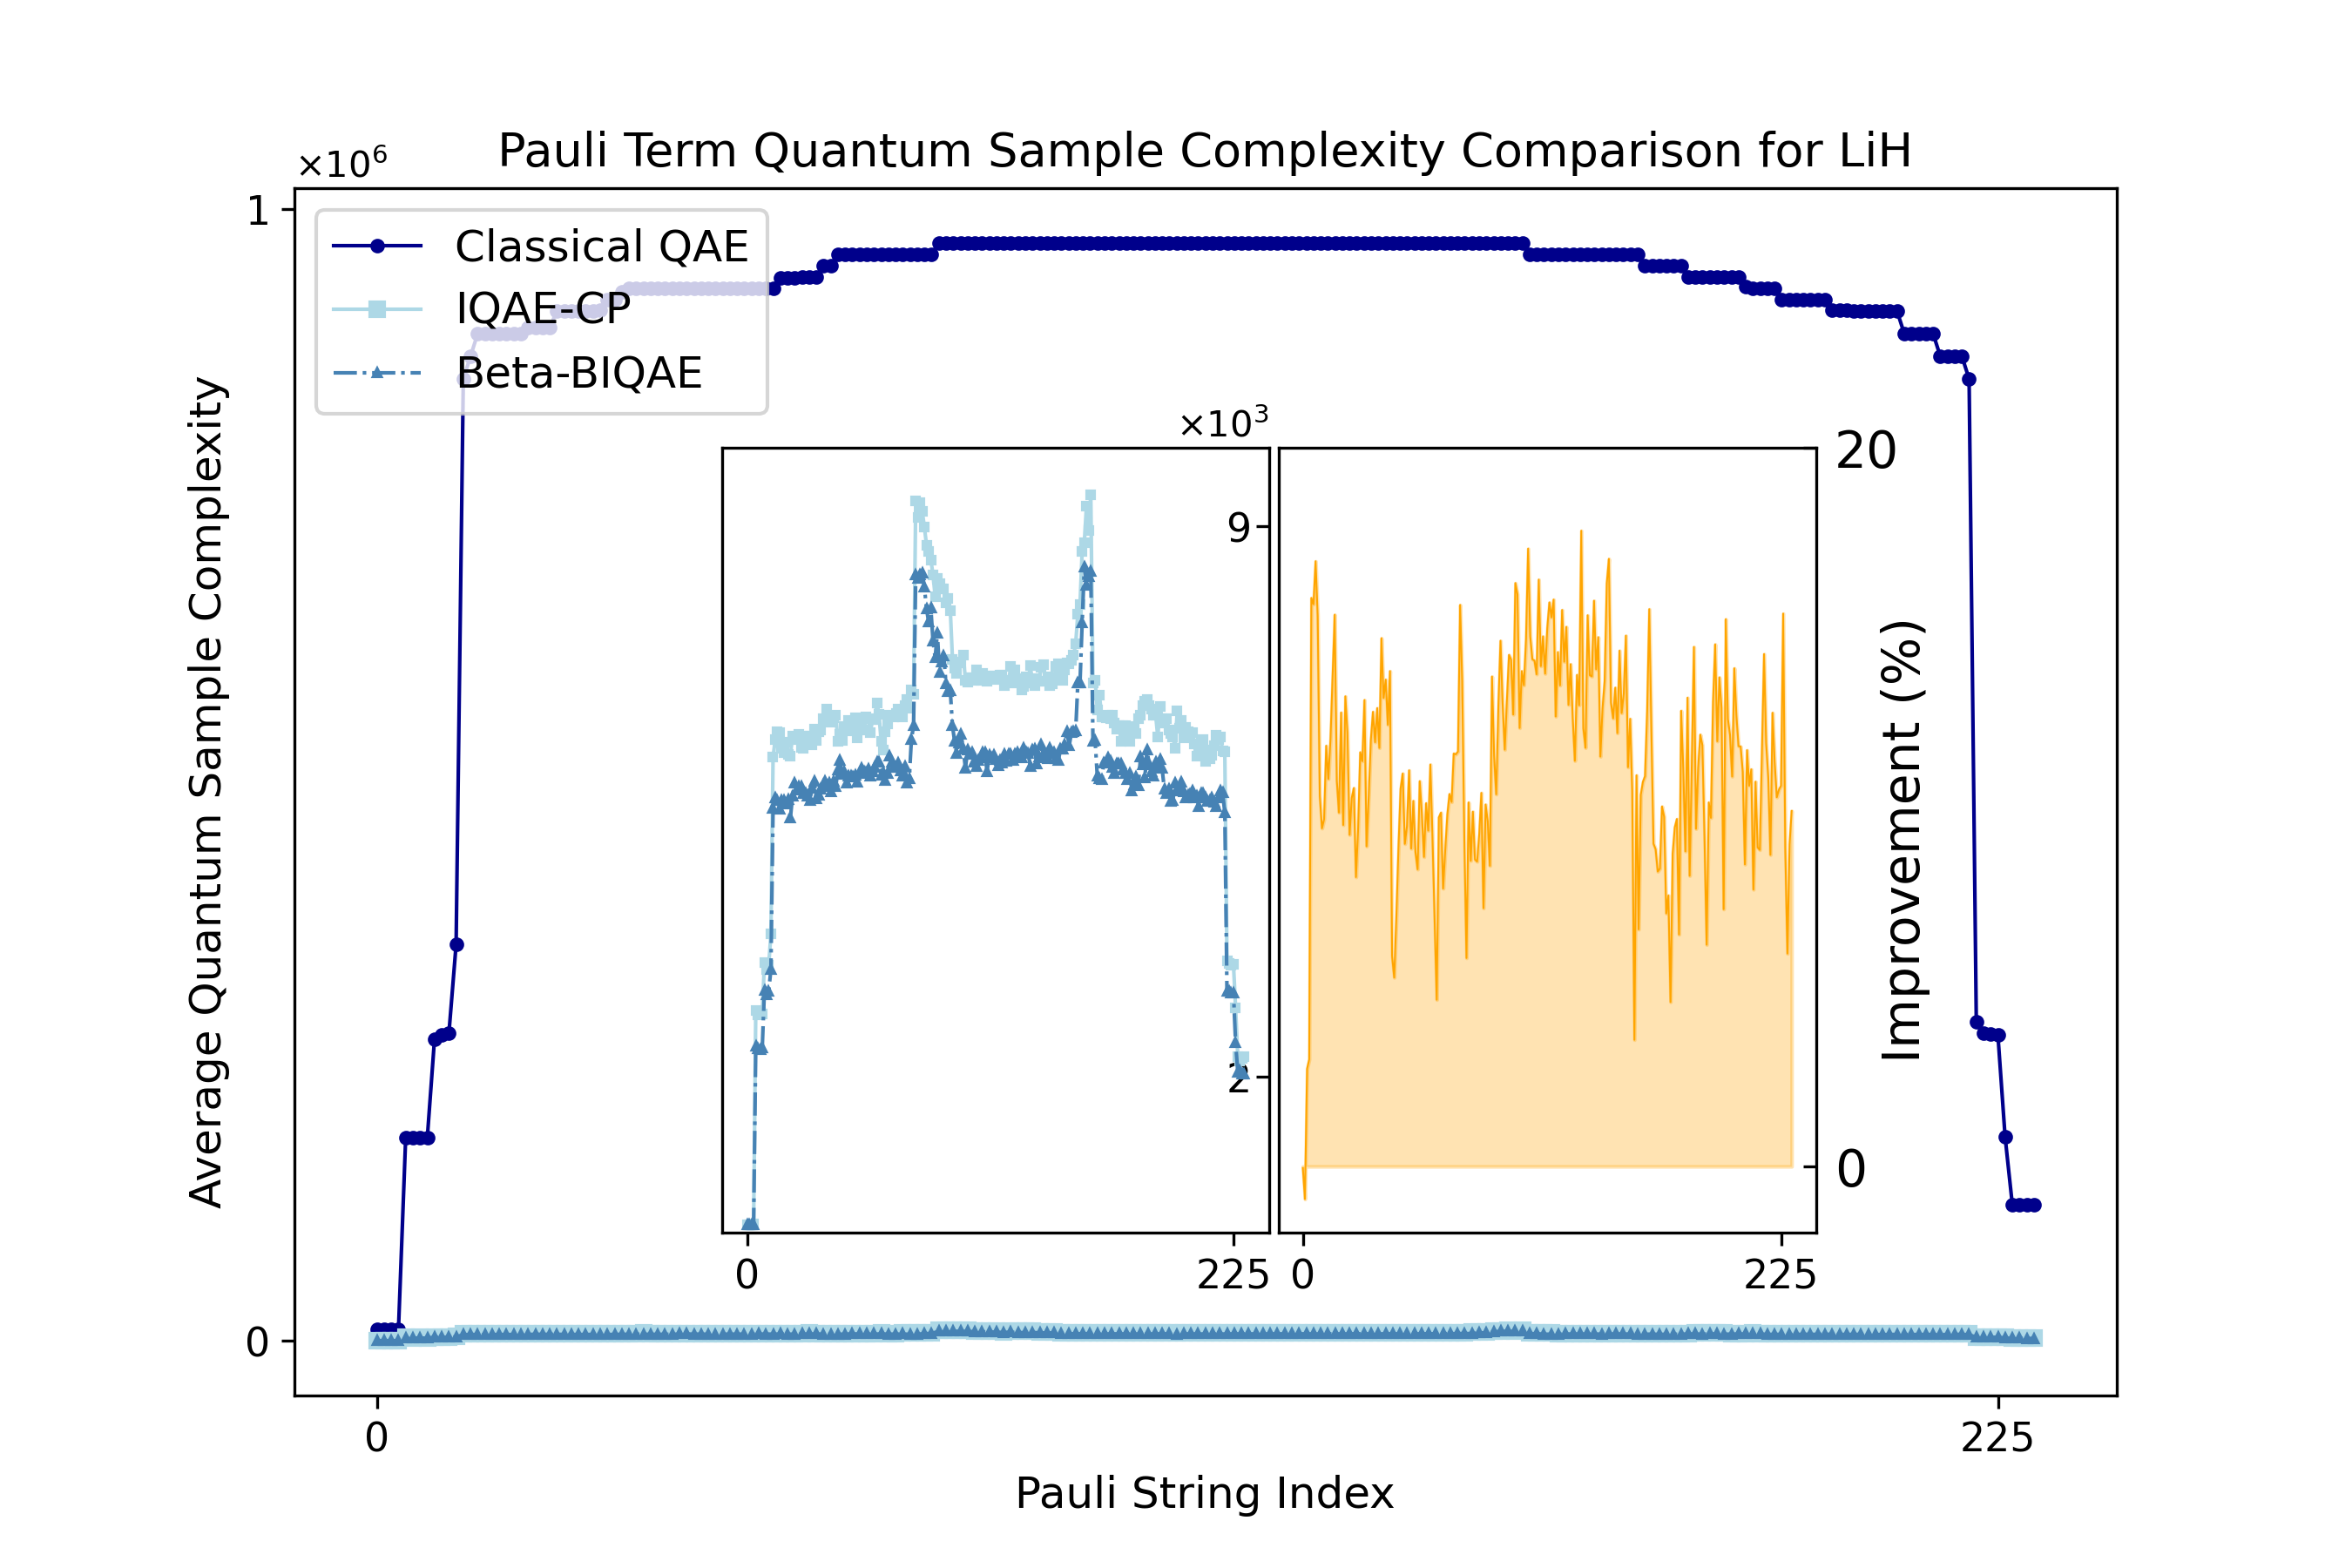 Pauli Term Quantum Sample Complexity Comparison for LiH
×10⁶
1
Classical QAE
IQAE-CP
Beta-BIQAE
×10³
20
9
Average Quantum Sample Complexity
Improvement (%)
2
0
0 225 0 225
0
0 225
Pauli String Index